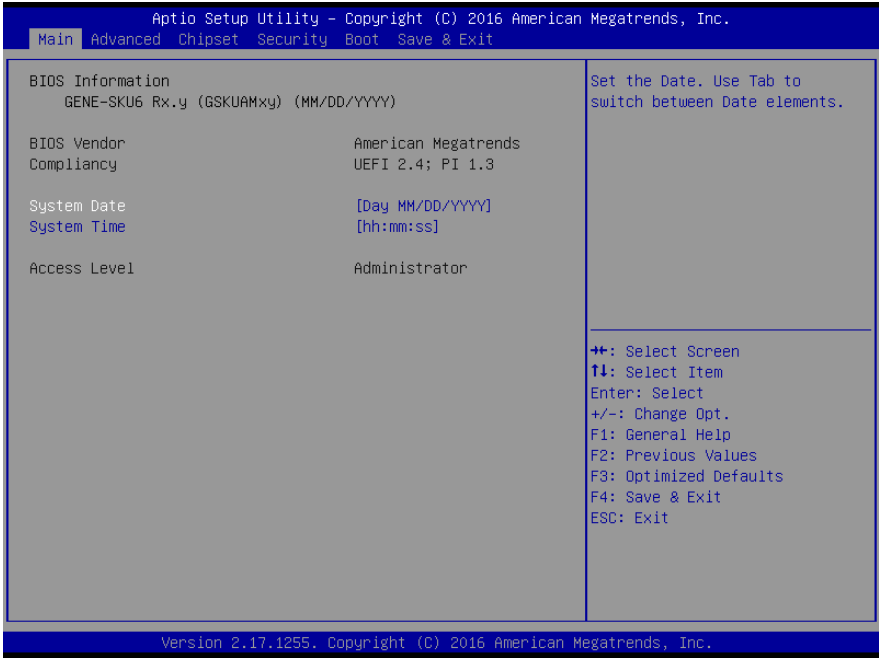 Aptio Setup Utility – Copyright (C) 2016 American Megatrends, Inc.
Main Advanced Chipset Security Boot Save & Exit
BIOS Information
GENE-SKU6 Rx.y (GSKUAMxy) (MM/DD/YYYY)
BIOS Vendor American Megatrends
Compliancy UEFI 2.4; PI 1.3
System Date [Day MM/DD/YYYY]
System Time [hh:mm:ss]
Access Level Administrator
Set the Date. Use Tab to
switch between Date elements.
→←: Select Screen
↑↓: Select Item
Enter: Select
+/-: Change Opt.
F1: General Help
F2: Previous Values
F3: Optimized Defaults
F4: Save & Exit
ESC: Exit
Version 2.17.1255. Copyright (C) 2016 American Megatrends, Inc.